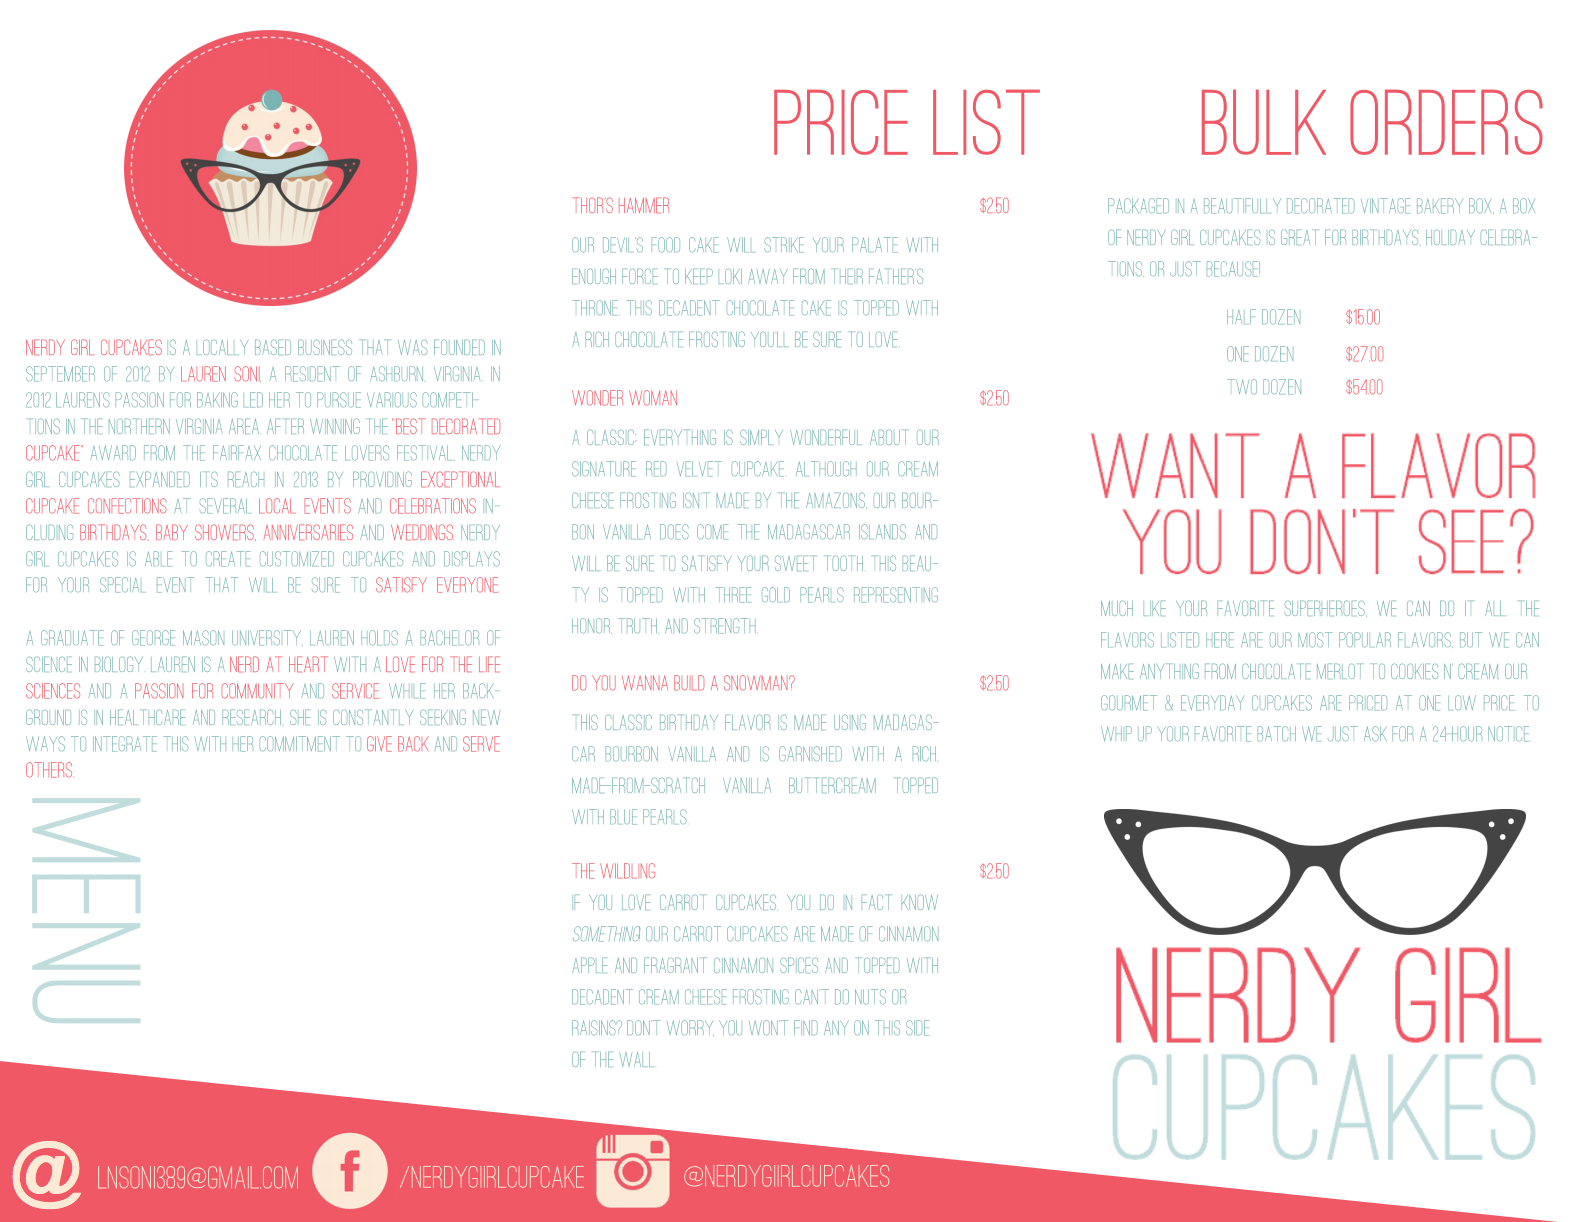 NERDY GIRL CUPCAKES IS A LOCALLY BASED BUSINESS THAT WAS FOUNDED IN
SEPTEMBER OF 2012 BY LAUREN SONI, A RESIDENT OF ASHBURN, VIRGINIA. IN
2012 LAUREN'S PASSION FOR BAKING LED HER TO PURSUE VARIOUS COMPETI-
TIONS IN THE NORTHERN VIRGINIA AREA. AFTER WINNING THE "BEST DECORATED
CUPCAKE" AWARD FROM THE FAIRFAX CHOCOLATE LOVERS FESTIVAL, NERDY
GIRL CUPCAKES EXPANDED ITS REACH IN 2013 BY PROVIDING EXCEPTIONAL
CUPCAKE CONFECTIONS AT SEVERAL LOCAL EVENTS AND CELEBRATIONS IN-
CLUDING BIRTHDAYS, BABY SHOWERS, ANNIVERSARIES AND WEDDINGS. NERDY
GIRL CUPCAKES IS ABLE TO CREATE CUSTOMIZED CUPCAKES AND DISPLAYS
FOR YOUR SPECIAL EVENT THAT WILL BE SURE TO SATISFY EVERYONE.
A GRADUATE OF GEORGE MASON UNIVERSITY, LAUREN HOLDS A BACHELOR OF
SCIENCE IN BIOLOGY. LAUREN IS A NERD AT HEART WITH A LOVE FOR THE LIFE
SCIENCES AND A PASSION FOR COMMUNITY AND SERVICE. WHILE HER BACK-
GROUND IS IN HEALTHCARE AND RESEARCH, SHE IS CONSTANTLY SEEKING NEW
WAYS TO INTEGRATE THIS WITH HER COMMITMENT TO GIVE BACK AND SERVE
OTHERS.
MENU
PRICE LIST
THOR'S HAMMER $2.50
OUR DEVIL'S FOOD CAKE WILL STRIKE YOUR PALATE WITH
ENOUGH FORCE TO KEEP LOKI AWAY FROM THEIR FATHER'S
THRONE. THIS DECADENT CHOCOLATE CAKE IS TOPPED WITH
A RICH CHOCOLATE FROSTING YOU'LL BE SURE TO LOVE.
WONDER WOMAN $2.50
A CLASSIC; EVERYTHING IS SIMPLY WONDERFUL ABOUT OUR
SIGNATURE RED VELVET CUPCAKE. ALTHOUGH OUR CREAM
CHEESE FROSTING ISN'T MADE BY THE AMAZONS, OUR BOUR-
BON VANILLA DOES COME THE MADAGASCAR ISLANDS AND
WILL BE SURE TO SATISFY YOUR SWEET TOOTH. THIS BEAU-
TY IS TOPPED WITH THREE GOLD PEARLS REPRESENTING
HONOR, TRUTH, AND STRENGTH.
DO YOU WANNA BUILD A SNOWMAN? $2.50
THIS CLASSIC BIRTHDAY FLAVOR IS MADE USING MADAGAS-
CAR BOURBON VANILLA AND IS GARNISHED WITH A RICH,
MADE-FROM-SCRATCH VANILLA BUTTERCREAM TOPPED
WITH BLUE PEARLS.
THE WILDLING $2.50
IF YOU LOVE CARROT CUPCAKES, YOU DO IN FACT KNOW
SOMETHING! OUR CARROT CUPCAKES ARE MADE OF CINNAMON
APPLE AND FRAGRANT CINNAMON SPICES AND TOPPED WITH
DECADENT CREAM CHEESE FROSTING. CAN'T DO NUTS OR
RAISINS? DON'T WORRY, YOU WON'T FIND ANY ON THIS SIDE
OF THE WALL.
BULK ORDERS
PACKAGED IN A BEAUTIFULLY DECORATED VINTAGE BAKERY BOX, A BOX
OF NERDY GIRL CUPCAKES IS GREAT FOR BIRTHDAYS, HOLIDAY CELEBRA-
TIONS, OR JUST BECAUSE!
HALF DOZEN $15.00
ONE DOZEN $27.00
TWO DOZEN $54.00
WANT A FLAVOR
YOU DON'T SEE?
MUCH LIKE YOUR FAVORITE SUPERHEROES, WE CAN DO IT ALL. THE
FLAVORS LISTED HERE ARE OUR MOST POPULAR FLAVORS, BUT WE CAN
MAKE ANYTHING FROM CHOCOLATE MERLOT TO COOKIES N' CREAM. OUR
GOURMET & EVERYDAY CUPCAKES ARE PRICED AT ONE LOW PRICE. TO
WHIP UP YOUR FAVORITE BATCH WE JUST ASK FOR A 24-HOUR NOTICE.
NERDY GIRL
CUPCAKES
@ LNSONI389@GMAIL.COM f /NERDYGIIRLCUPCAKE @NERDYGIIRLCUPCAKES